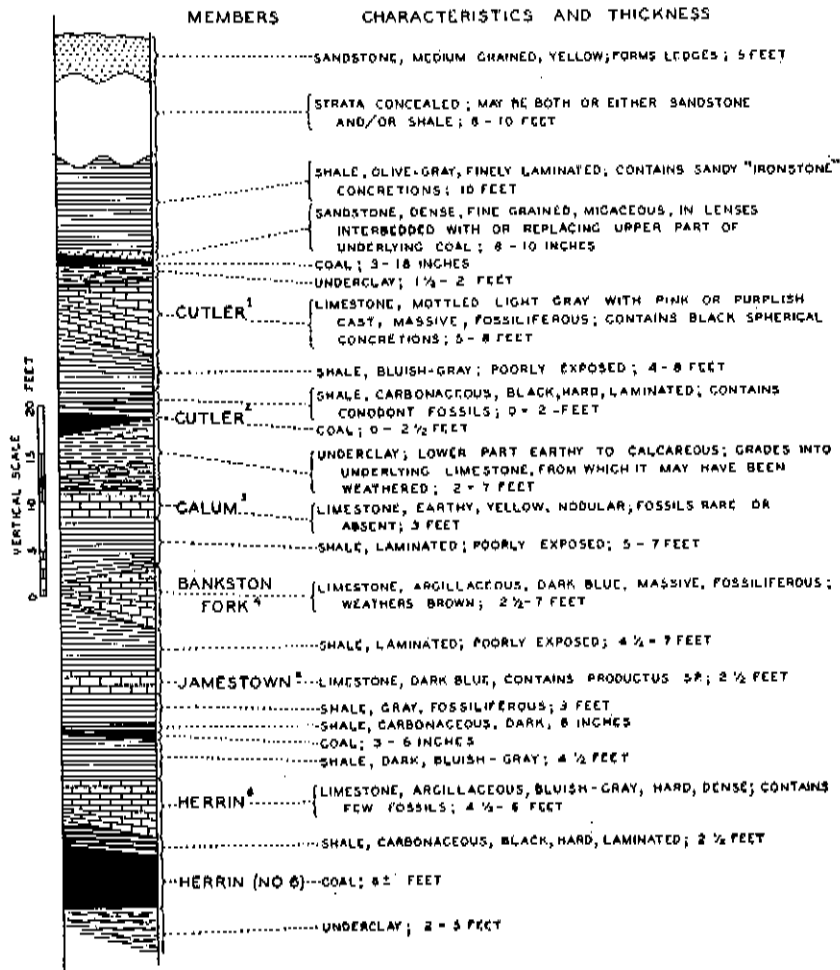 MEMBERS CHARACTERISTICS AND THICKNESS
SANDSTONE, MEDIUM GRAINED, YELLOW; FORMS LEDGES; 5 FEET
STRATA CONCEALED; MAY BE BOTH OR EITHER SANDSTONE
AND/OR SHALE; 8 - 10 FEET
SHALE, OLIVE-GRAY, FINELY LAMINATED; CONTAINS SANDY "IRONSTONE"
CONCRETIONS; 10 FEET
SANDSTONE, DENSE, FINE GRAINED, MICACEOUS, IN LENSES
INTERBEDDED WITH OR REPLACING UPPER PART OF
UNDERLYING COAL; 8 - 10 INCHES
COAL; 3 - 18 INCHES
UNDERCLAY; 1½ - 2 FEET
CUTLER¹ LIMESTONE, MOTTLED LIGHT GRAY WITH PINK OR PURPLISH
CAST, MASSIVE, FOSSILIFEROUS; CONTAINS BLACK SPHERICAL
CONCRETIONS; 5 - 8 FEET
SHALE, BLUISH-GRAY; POORLY EXPOSED; 4 - 8 FEET
SHALE, CARBONACEOUS, BLACK, HARD, LAMINATED; CONTAINS
CONODONT FOSSILS; 0 - 2 FEET
CUTLER² COAL; 0 - 2½ FEET
UNDERCLAY; LOWER PART EARTHY TO CALCAREOUS; GRADES INTO
UNDERLYING LIMESTONE, FROM WHICH IT MAY HAVE BEEN
WEATHERED; 2 - 7 FEET
GALUM³ LIMESTONE, EARTHY, YELLOW, NODULAR; FOSSILS RARE OR
ABSENT; 3 FEET
SHALE, LAMINATED; POORLY EXPOSED; 5 - 7 FEET
BANKSTON
FORK⁴ LIMESTONE, ARGILLACEOUS, DARK BLUE, MASSIVE, FOSSILIFEROUS;
WEATHERS BROWN; 2½-7 FEET
SHALE, LAMINATED; POORLY EXPOSED; 4½ - 7 FEET
JAMESTOWN⁵ LIMESTONE, DARK BLUE, CONTAINS PRODUCTUS SP.; 2½ FEET
SHALE, GRAY, FOSSILIFEROUS; 3 FEET
SHALE, CARBONACEOUS, DARK, 6 INCHES
COAL; 3 - 6 INCHES
SHALE, DARK, BLUISH-GRAY; 4½ FEET
HERRIN⁶ LIMESTONE, ARGILLACEOUS, BLUISH-GRAY, HARD, DENSE; CONTAINS
FEW FOSSILS; 4½ - 6 FEET
SHALE, CARBONACEOUS, BLACK, HARD, LAMINATED; 2½ FEET
HERRIN (NO 6) COAL; 6± FEET
UNDERCLAY; 2 - 5 FEET
VERTICAL SCALE FEET
20
15
10
5
0